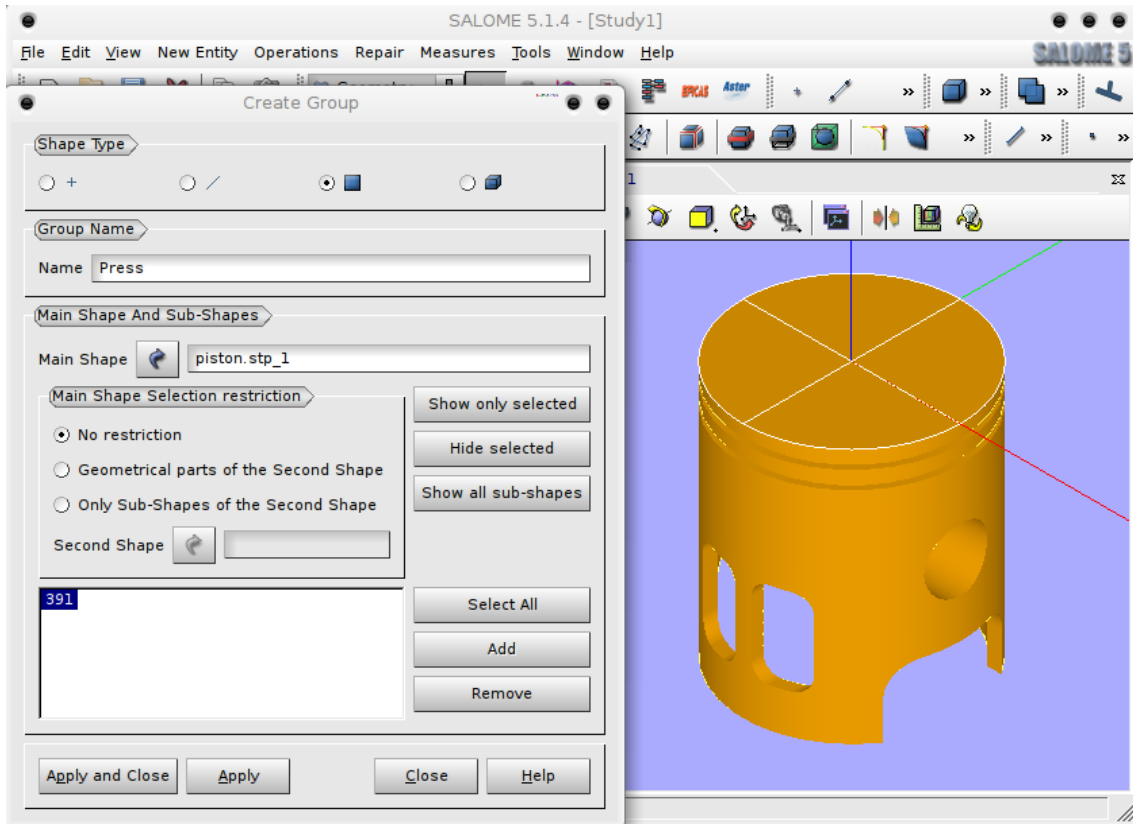 SALOME 5.1.4 - [Study1]
File Edit View New Entity Operations Repair Measures Tools Window Help
SALOME 5
EFICAS Aster » » »
Create Group
» » »
Shape Type
1
Group Name
Name Press
Main Shape And Sub-Shapes
Main Shape piston.stp_1
Main Shape Selection restriction
Show only selected
No restriction
Hide selected
Geometrical parts of the Second Shape
Show all sub-shapes
Only Sub-Shapes of the Second Shape
Second Shape
391
Select All
Add
Remove
Apply and Close Apply Close Help